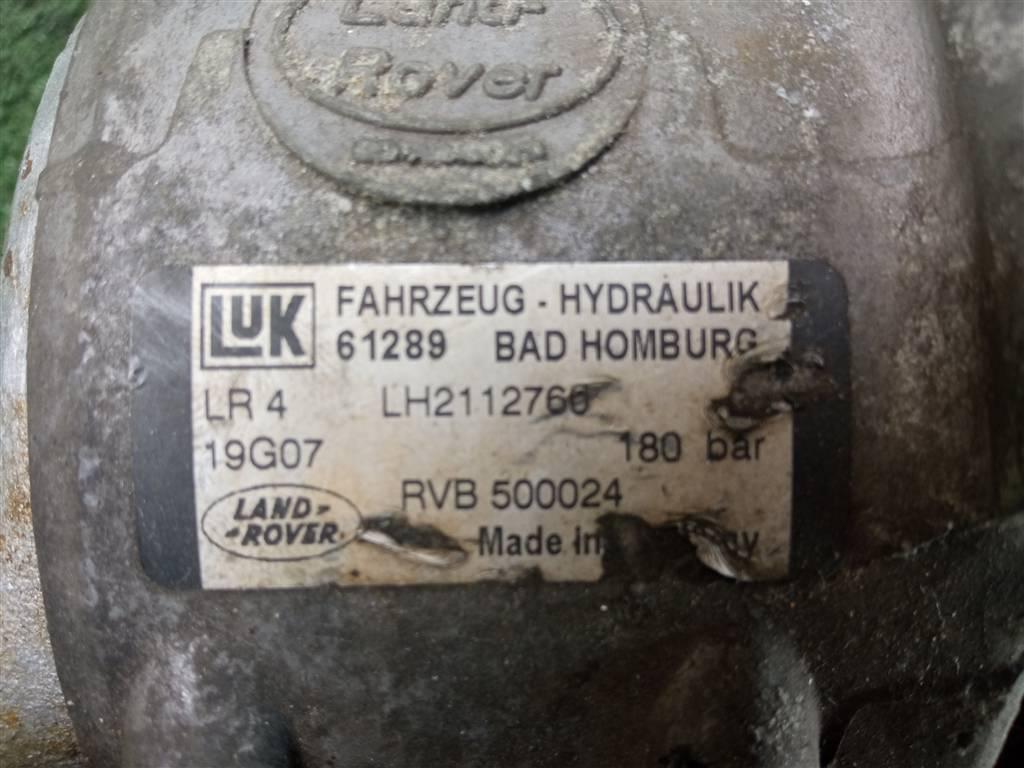 Land-
Rover
LUK
FAHRZEUG - HYDRAULIK
61289 BAD HOMBURG
LR 4 LH2112760
19G07 180 bar
RVB 500024
LAND-
-ROVER
Made in